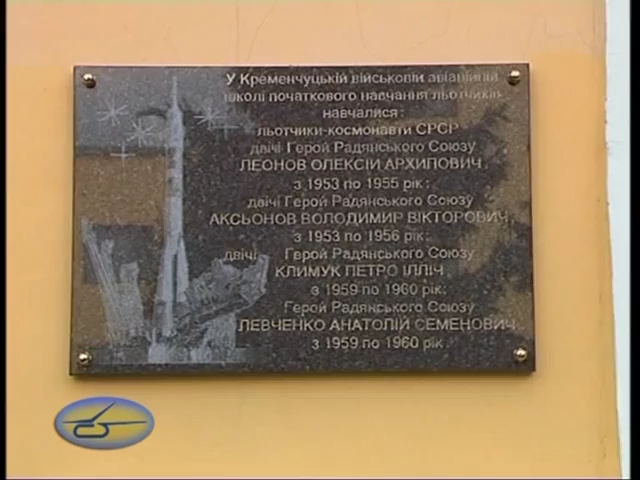 У Кременчуцькій військовій авіаційній
школі початкового навчання льотчиків
навчалися:
льотчики-космонавти СРСР
двічі Герой Радянського Союзу
ЛЕОНОВ ОЛЕКСІЙ АРХИПОВИЧ
з 1953 по 1955 рік;
двічі Герой Радянського Союзу
АКСЬОНОВ ВОЛОДИМИР ВІКТОРОВИЧ
з 1953 по 1956 рік;
двічі Герой Радянського Союзу
КЛИМУК ПЕТРО ІЛЛІЧ
з 1959 по 1960 рік;
Герой Радянського Союзу
ЛЕВЧЕНКО АНАТОЛІЙ СЕМЕНОВИЧ
з 1959 по 1960 рік.